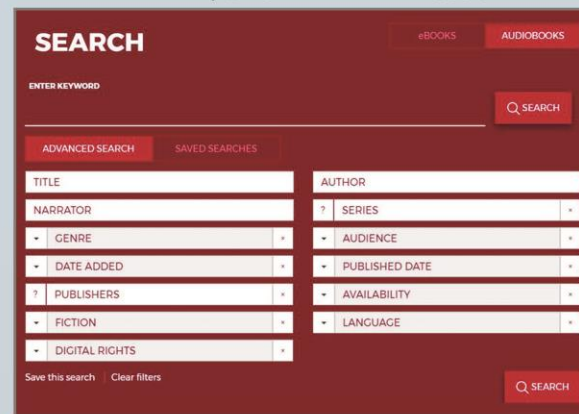 SEARCH
eBOOKS AUDIOBOOKS
ENTER KEYWORD
SEARCH
ADVANCED SEARCH SAVED SEARCHES
TITLE AUTHOR
NARRATOR ? SERIES ×
GENRE × AUDIENCE ×
DATE ADDED × PUBLISHED DATE ×
? PUBLISHERS × AVAILABILITY ×
FICTION × LANGUAGE ×
DIGITAL RIGHTS ×
Save this search | Clear filters
SEARCH